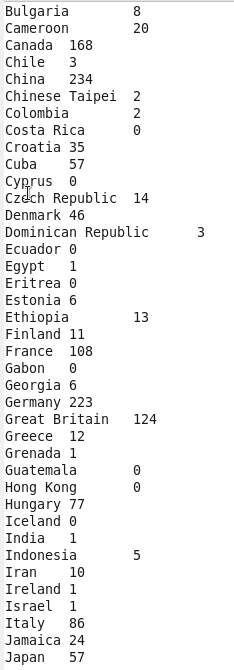 Bulgaria 8
Cameroon 20
Canada 168
Chile 3
China 234
Chinese Taipei 2
Colombia 2
Costa Rica 0
Croatia 35
Cuba 57
Cyprus 0
Czech Republic 14
Denmark 46
Dominican Republic 3
Ecuador 0
Egypt 1
Eritrea 0
Estonia 6
Ethiopia 13
Finland 11
France 108
Gabon 0
Georgia 6
Germany 223
Great Britain 124
Greece 12
Grenada 1
Guatemala 0
Hong Kong 0
Hungary 77
Iceland 0
India 1
Indonesia 5
Iran 10
Ireland 1
Israel 1
Italy 86
Jamaica 24
Japan 57